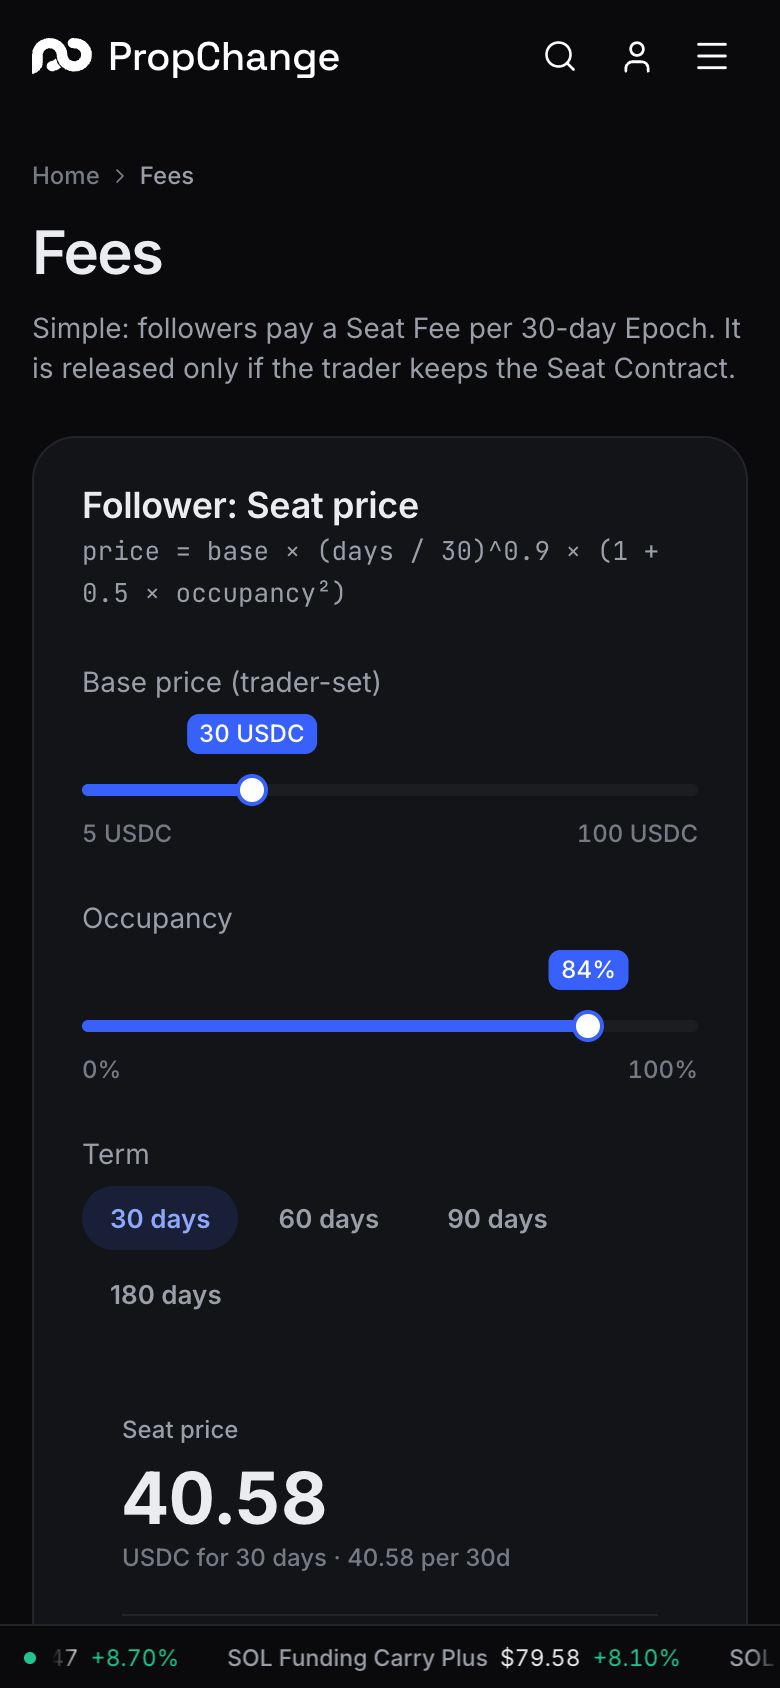 PropChange
Home > Fees
Fees
Simple: followers pay a Seat Fee per 30-day Epoch. It
is released only if the trader keeps the Seat Contract.
Follower: Seat price
price = base × (days / 30)^0.9 × (1 +
0.5 × occupancy²)
Base price (trader-set)
30 USDC
5 USDC 100 USDC
Occupancy
84%
0% 100%
Term
30 days 60 days 90 days
180 days
Seat price
40.58
USDC for 30 days · 40.58 per 30d
47 +8.70% SOL Funding Carry Plus $79.58 +8.10% SOL